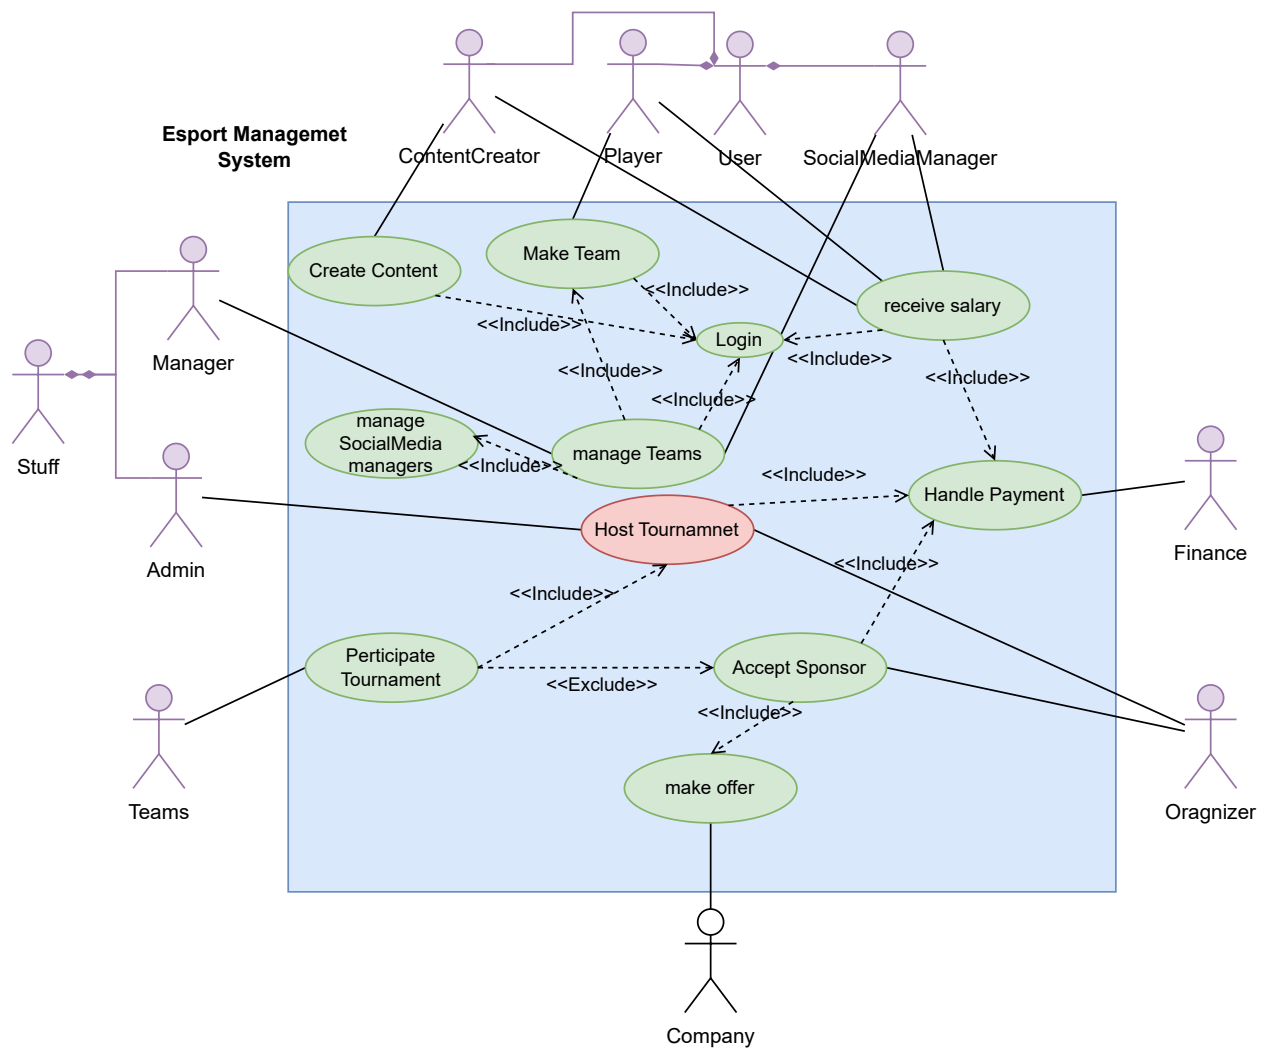 ContentCreator
Player
User
SocialMediaManager
Esport Managemet
System
Create Content
Make Team
<<Include>>
receive salary
<<Include>>
Login
<<Include>>
Manager
<<Include>>
<<Include>>
<<Include>>
manage
SocialMedia
managers
<<Include>>
manage Teams
Stuff
<<Include>>
Handle Payment
Host Tournamnet
Finance
Admin
<<Include>>
<<Include>>
Perticipate
Tournament
Accept Sponsor
<<Exclude>>
<<Include>>
make offer
Teams
Oragnizer
Company